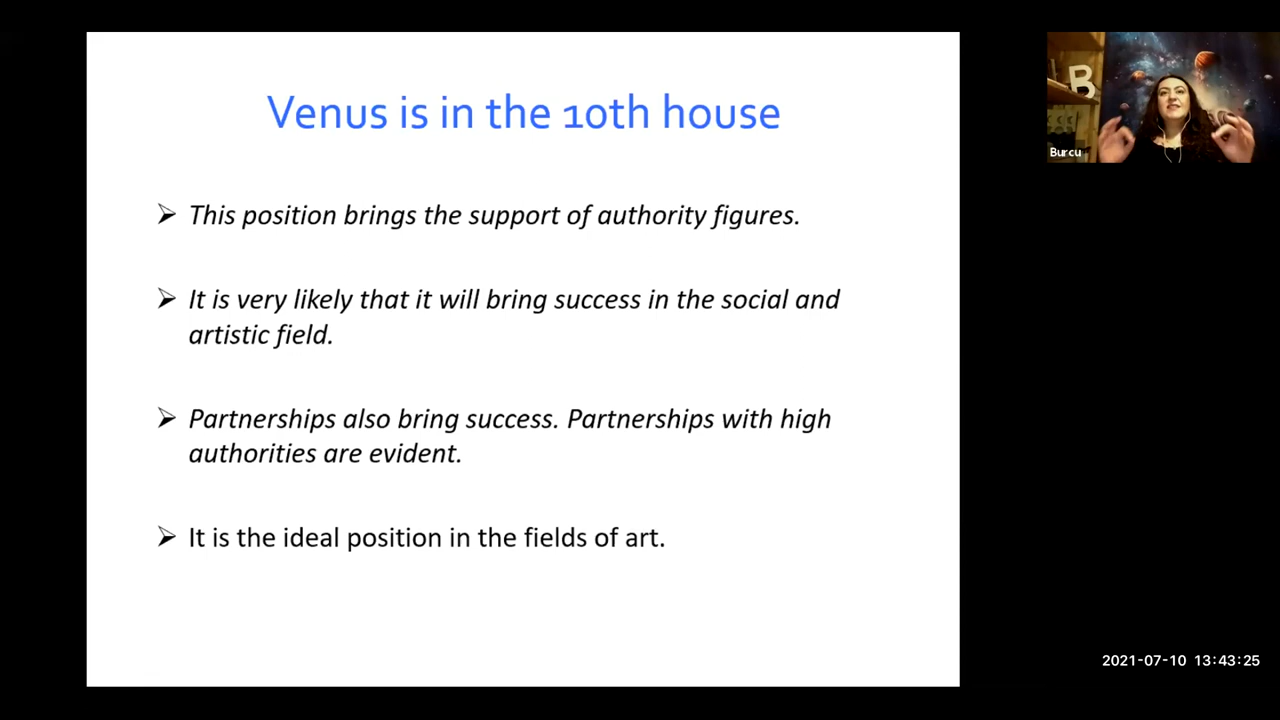 Venus is in the 10th house
➢ This position brings the support of authority figures.
➢ It is very likely that it will bring success in the social and
artistic field.
➢ Partnerships also bring success. Partnerships with high
authorities are evident.
➢ It is the ideal position in the fields of art.
B
Burcu
2021-07-10 13:43:25